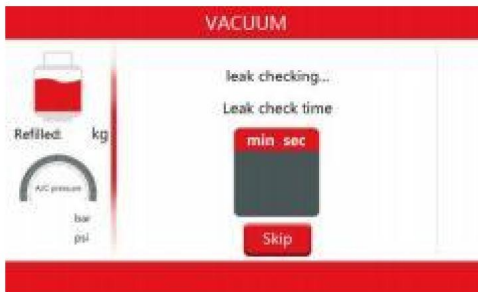 VACUUM
leak checking...
Leak check time
min sec
Skip
Refilled: kg
A/C pressure
bar
psi